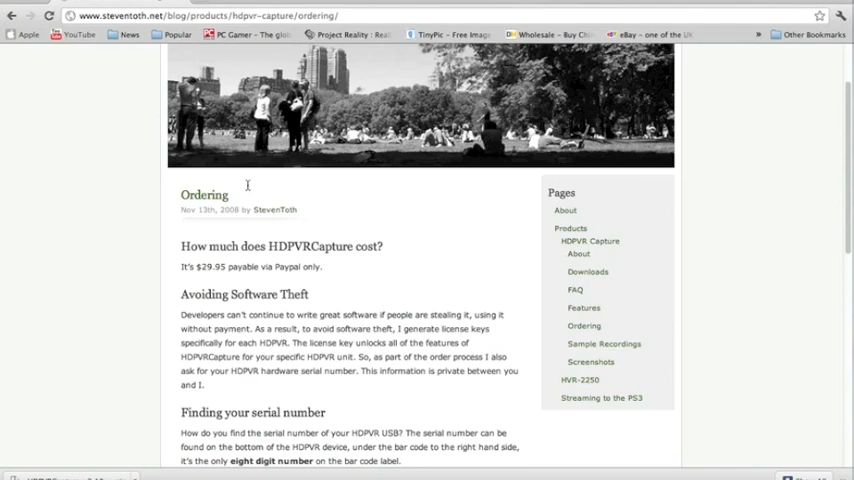 www.steventoth.net/blog/products/hdpvr-capture/ordering/
Apple YouTube News Popular PC Gamer - The glob Project Reality: Reali TinyPic – Free Imag Wholesale – Buy Chi eBay – one of the UK » Other Bookmarks
Ordering
Nov 13th, 2008 by StevenToth
How much does HDPVRCapture cost?
It's $29.95 payable via Paypal only.
Avoiding Software Theft
Developers can't continue to write great software if people are stealing it, using it
without payment. As a result, to avoid software theft, I generate license keys
specifically for each HDPVR. The license key unlocks all of the features of
HDPVRCapture for your specific HDPVR unit. So, as part of the order process I also
ask for your HDPVR hardware serial number. This information is private between you
and I.
Finding your serial number
How do you find the serial number of your HDPVR USB? The serial number can be
found on the bottom of the HDPVR device, under the bar code to the right hand side,
it's the only eight digit number on the bar code label.
Pages
About
Products
HDPVR Capture
About
Downloads
FAQ
Features
Ordering
Sample Recordings
Screenshots
HVR-2250
Streaming to the PS3